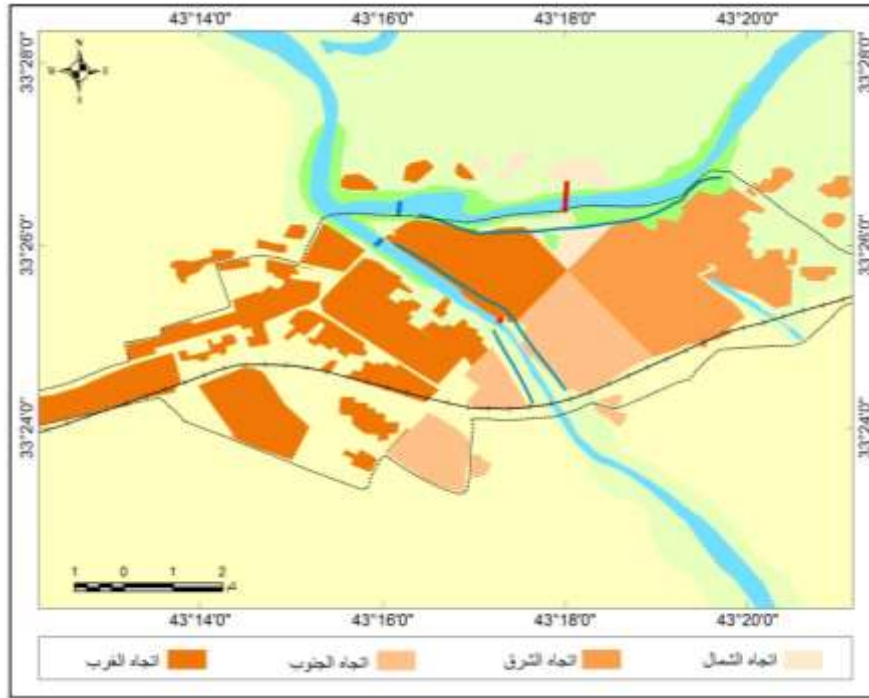 43°14'0" 43°16'0" 43°18'0" 43°20'0"
33°28'0" 33°28'0"
N
W E
S
33°26'0" 33°26'0"
33°24'0" 33°24'0"
1 0 1 2
كم
43°14'0" 43°16'0" 43°18'0" 43°20'0"
اتجاه الشمال اتجاه الشرق اتجاه الجنوب اتجاه الغرب